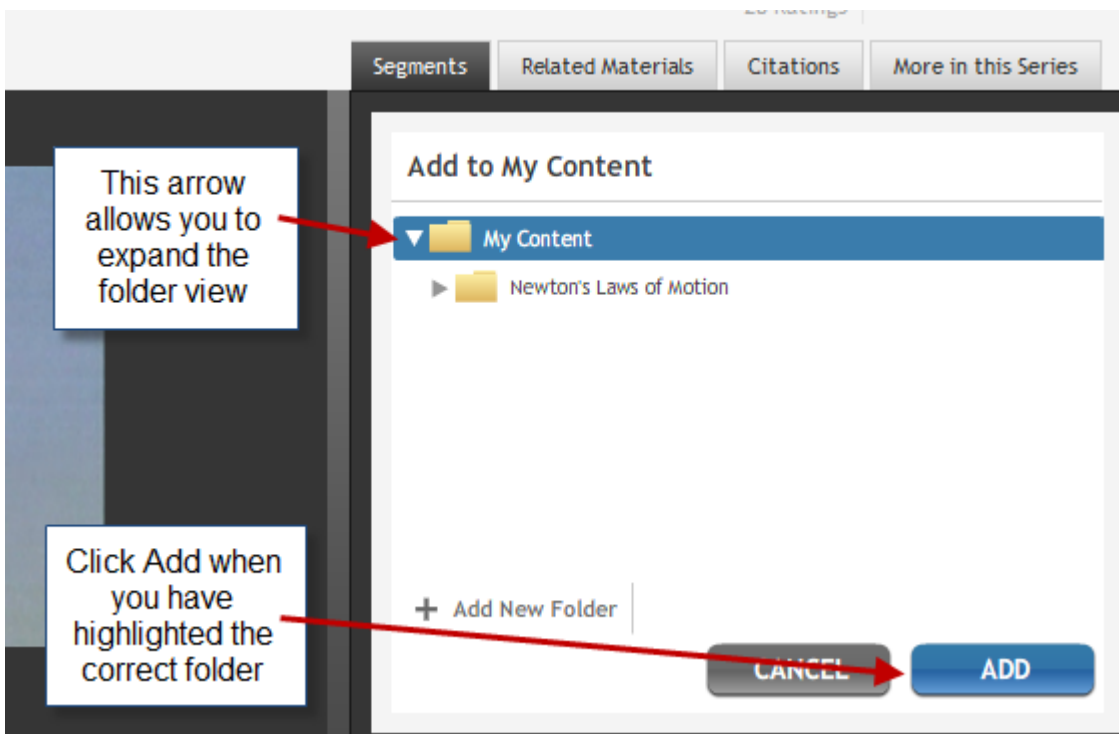 Segments
Related Materials
Citations
More in this Series
Add to My Content
This arrow
allows you to
expand the
folder view
My Content
Newton's Laws of Motion
Click Add when
you have
highlighted the
correct folder
+ Add New Folder
CANCEL
ADD